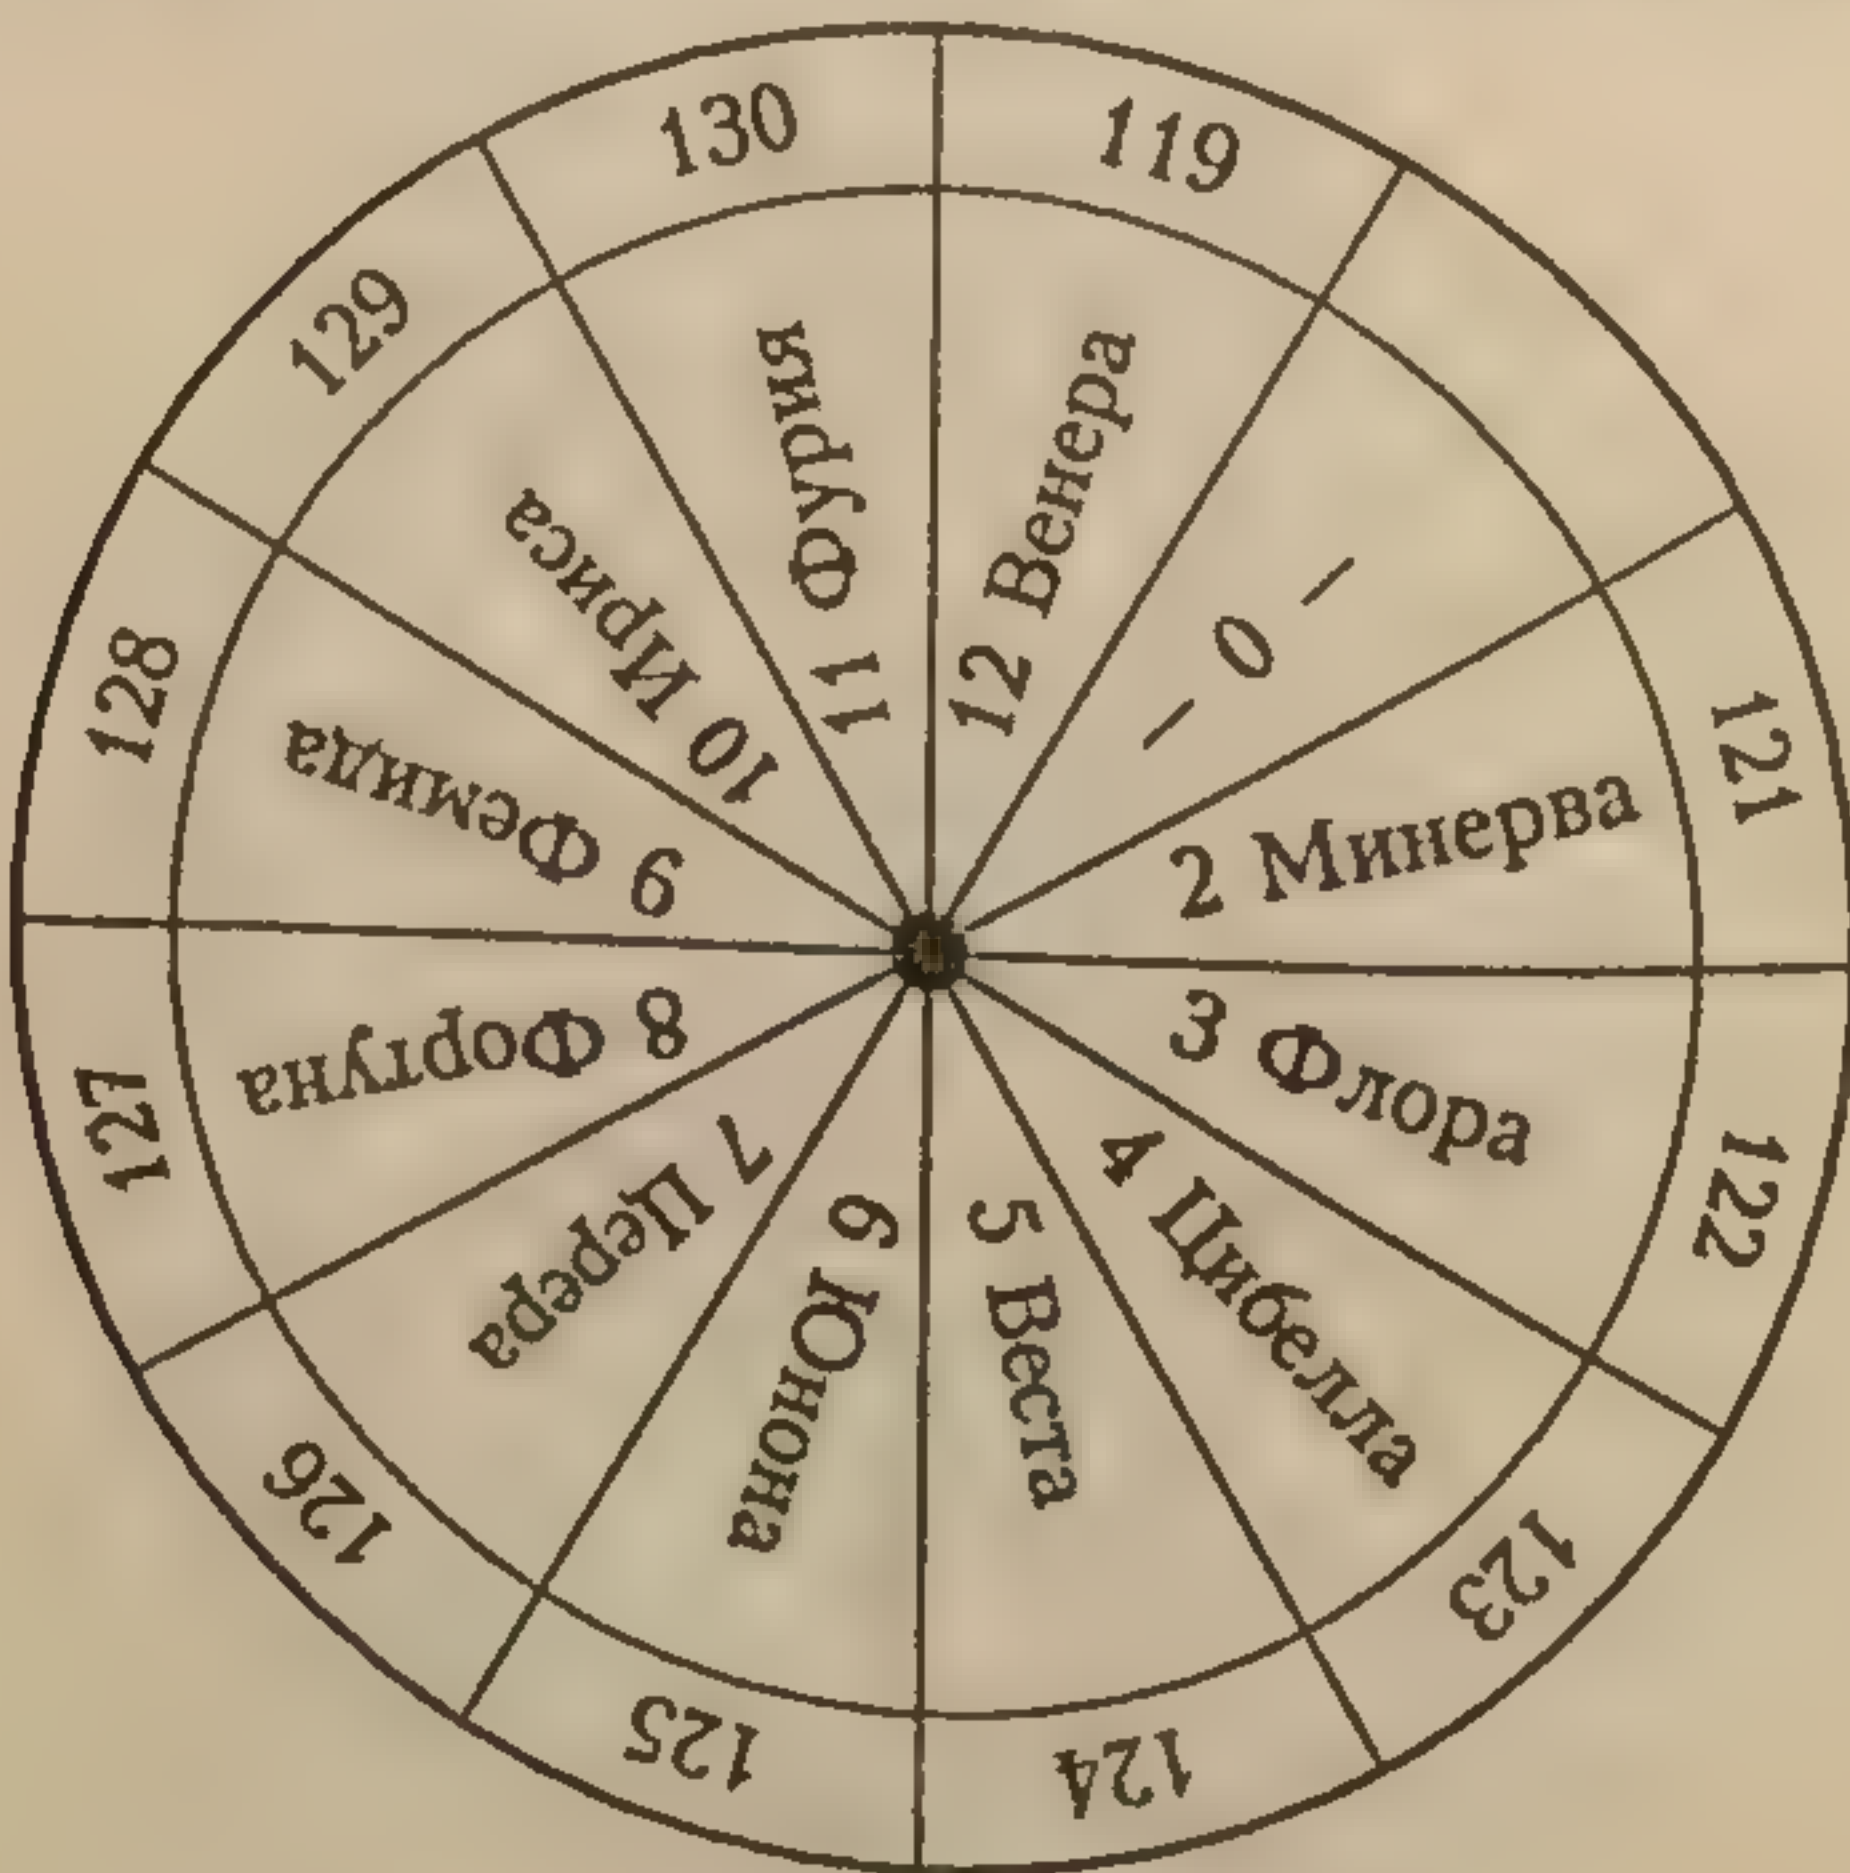 119
12 Венера
- 0 -
121
2 Минерва
122
3 Флора
123
4 Цибелла
124
5 Веста
125
6 Юнона
126
7 Церера
127
8 Фортуна
128
9 Фемида
129
10 Ириса
130
11 Фурия